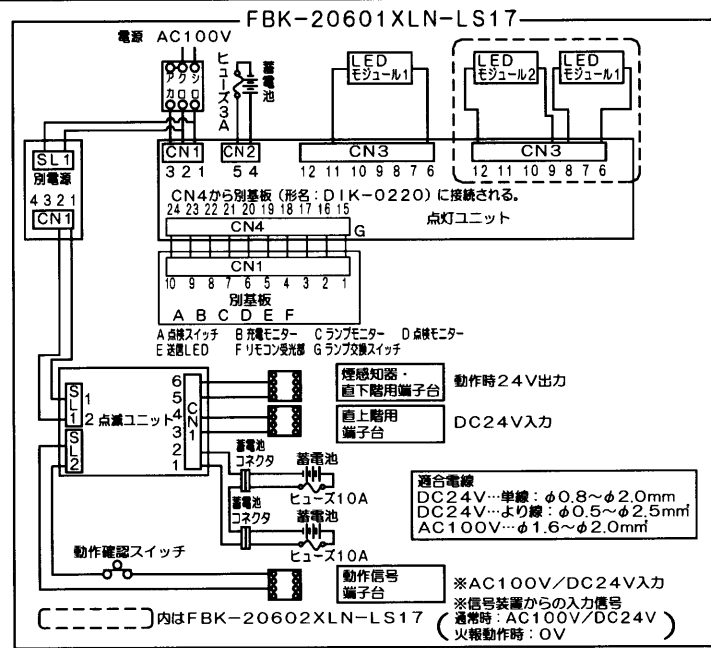 FBK-20601XLN-LS17
電源 AC100V
アカ クロ シロ
ヒューズ3A
蓄電池
LED
モジュール1
LED
モジュール2
LED
モジュール1
CN1
3 2 1
CN2
5 4
CN3
12 11 10 9 8 7 6
CN3
12 11 10 9 8 7 6
SL1
別電源
4321
CN1
CN4から別基板(形名:DIK-0220)に接続される。
24 23 22 21 20 19 18 17 16 15
CN4
G
点灯ユニット
CN1
10 9 8 7 6 5 4 3 2 1
別基板
A B C D E F
A 点検スイッチ B 充電モニター C ランプモニター D 点検モニター
E 送信LED F リモコン受光部 G ランプ交換スイッチ
SL1
1
2
点滅ユニット
SL2
6
5
4
3
2
1
CN1
煙感知器・
直下階用端子台
動作時24V出力
直上階用
端子台
DC24V入力
蓄電池
コネクタ
蓄電池
ヒューズ10A
蓄電池
コネクタ
蓄電池
ヒューズ10A
適合電線
DC24V…単線:φ0.8~φ2.0mm
DC24V…より線:φ0.5~φ2.5m㎡
AC100V…φ1.6~φ2.0m㎡
動作確認スイッチ
動作信号
端子台
※AC100V/DC24V入力
※信号装置からの入力信号
(通常時:AC100V/DC24V
火報動作時:0V)
内はFBK-20602XLN-LS17